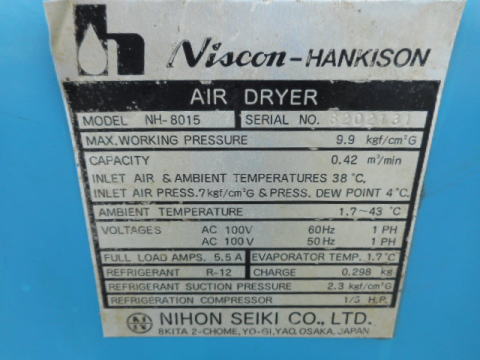 h Niscon-HANKISON
AIR DRYER
MODEL NH-8015 SERIAL NO. 8202131
MAX.WORKING PRESSURE 9.9 kgf/cm²G
CAPACITY 0.42 m³/min
INLET AIR & AMBIENT TEMPERATURES 38℃.
INLET AIR PRESS.7kgf/cm²G & PRESS. DEW POINT 4℃.
AMBIENT TEMPERATURE 1.7~43℃
VOLTAGES AC 100V 60Hz 1 PH
AC 100V 50Hz 1 PH
FULL LOAD AMPS. 5.5A EVAPORATOR TEMP. 1.7℃
REFRIGERANT R-12 CHARGE 0.298 kg
REFRIGERANT SUCTION PRESSURE 2.3 kgf/cm²G
REFRIGERATION COMPRESSOR H.P.
NIHON SEIKI CO., LTD.
8KITA 2-CHOME, YO-GI, YAO, OSAKA. JAPAN